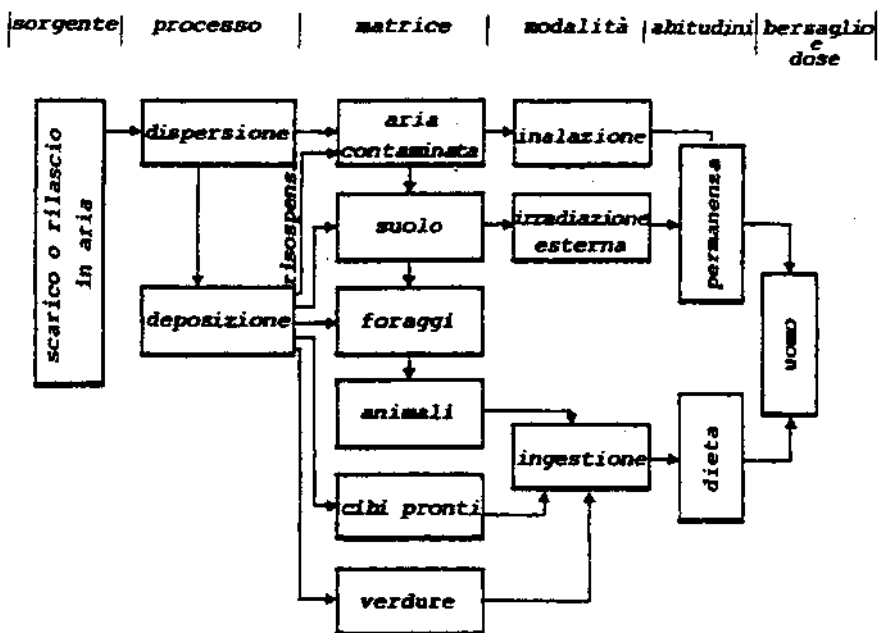 sorgente processo matrice modalità abitudini bersaglio
e
dose
scarico o rilascio
in aria
dispersione
deposizione
risospens.
aria
contaminata
suolo
foraggi
animali
cibi pronti
verdure
inalazione
irradiazione
esterna
ingestione
permanenza
dieta
uomo